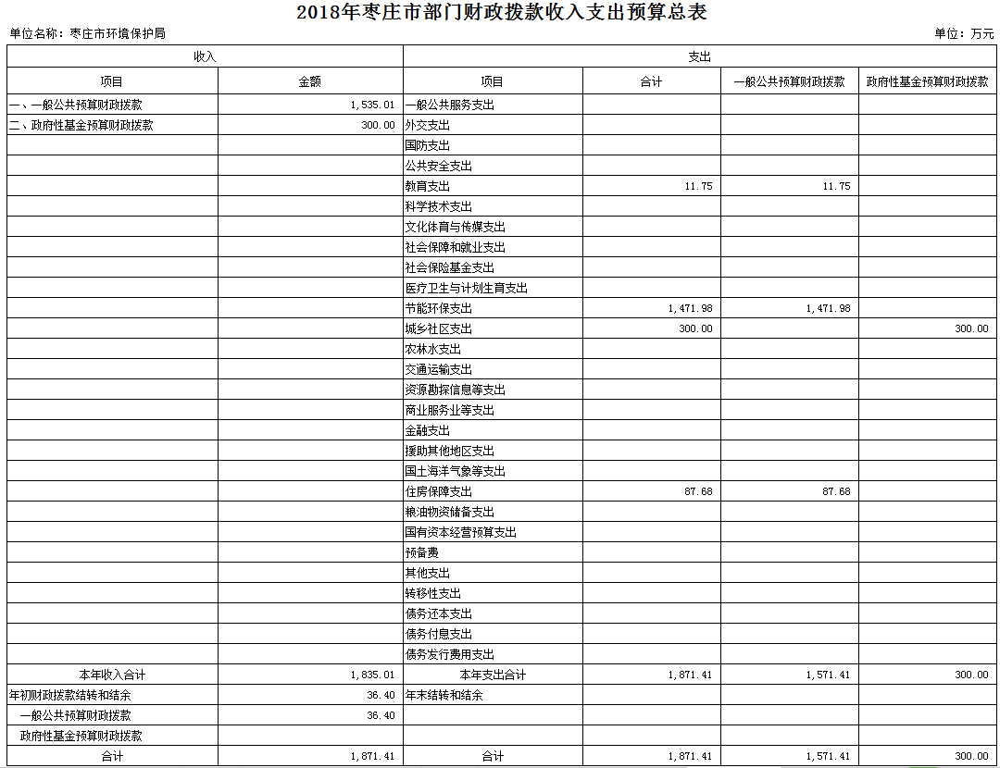 2018年枣庄市部门财政拨款收入支出预算总表
单位名称：枣庄市环境保护局 单位：万元
收入 支出
项目 金额 项目 合计 一般公共预算财政拨款 政府性基金预算财政拨款
一、一般公共预算财政拨款 1,535.01 一般公共服务支出
二、政府性基金预算财政拨款 300.00 外交支出
国防支出
公共安全支出
教育支出 11.75 11.75
科学技术支出
文化体育与传媒支出
社会保障和就业支出
社会保险基金支出
医疗卫生与计划生育支出
节能环保支出 1,471.98 1,471.98
城乡社区支出 300.00 300.00
农林水支出
交通运输支出
资源勘探信息等支出
商业服务业等支出
金融支出
援助其他地区支出
国土海洋气象等支出
住房保障支出 87.68 87.68
粮油物资储备支出
国有资本经营预算支出
预备费
其他支出
转移性支出
债务还本支出
债务付息支出
债务发行费用支出
本年收入合计 1,835.01 本年支出合计 1,871.41 1,571.41 300.00
年初财政拨款结转和结余 36.40 年末结转和结余
一般公共预算财政拨款 36.40
政府性基金预算财政拨款
合计 1,871.41 合计 1,871.41 1,571.41 300.00